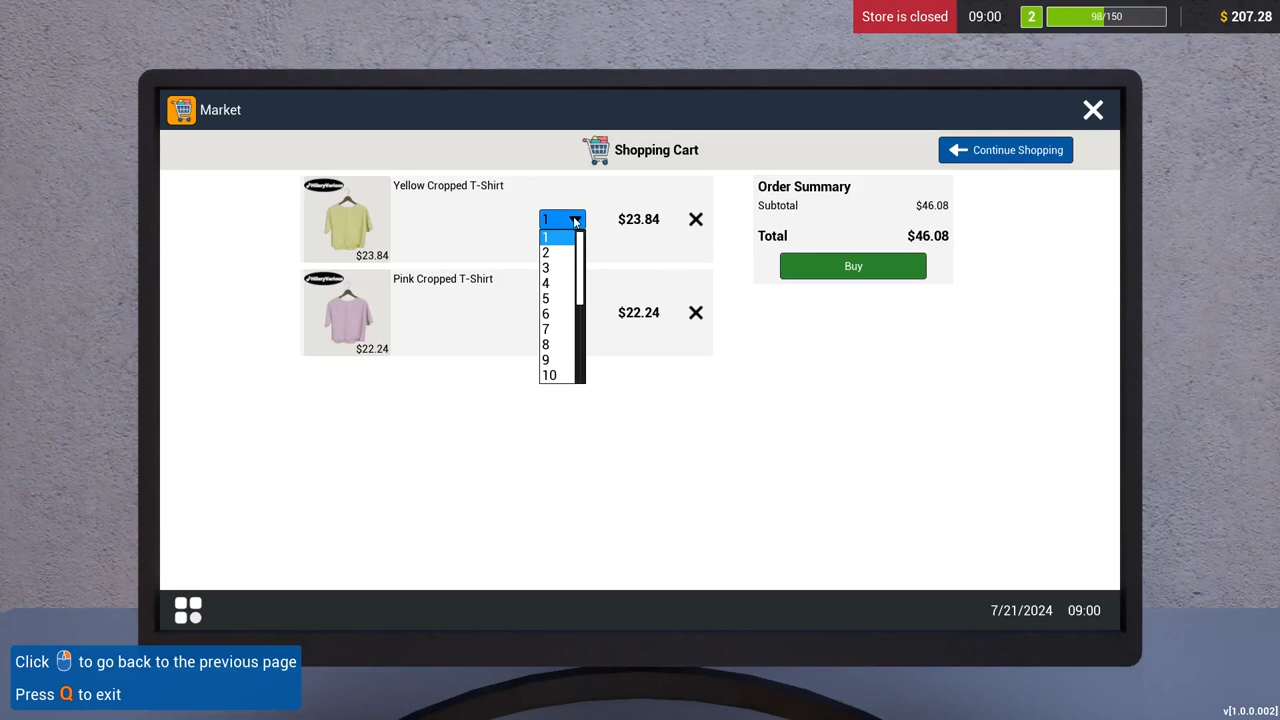 Store is closed 09:00 2 98/150 $ 207.28
Market
Shopping Cart
Continue Shopping
HilaryVarious
Yellow Cropped T-Shirt
1 $23.84
$23.84
1
2
3
4
5
6
7
8
9
10
Pink Cropped T-Shirt
$22.24
$22.24
Order Summary
Subtotal $46.08
Total $46.08
Buy
7/21/2024 09:00
Click to go back to the previous page
Press Q to exit
v[1.0.0.002]